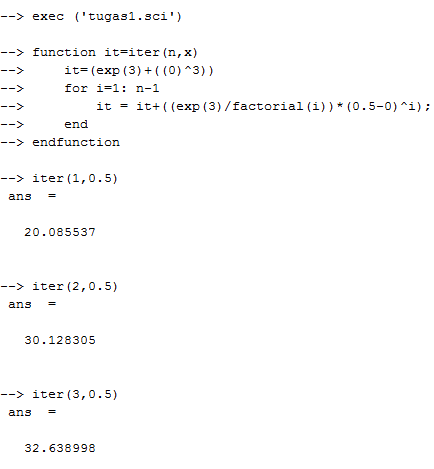 --> exec ('tugas1.sci')
--> function it=iter(n,x)
-->     it=(exp(3)+((0)^3))
-->     for i=1: n-1
-->         it = it+((exp(3)/factorial(i))*(0.5-0)^i);
-->     end
--> endfunction
--> iter(1,0.5)
ans  =
20.085537
--> iter(2,0.5)
ans  =
30.128305
--> iter(3,0.5)
ans  =
32.638998